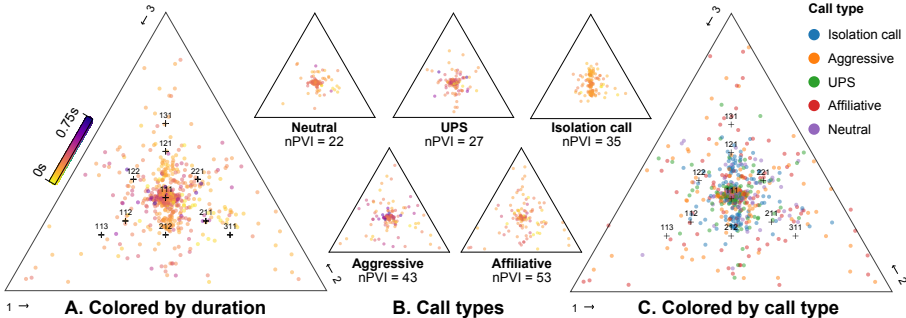 ← 3
0.75s
0s
131
121
122
221
111
112
211
113
212
311
1 →
← 2
A. Colored by duration
Neutral
nPVI = 22
UPS
nPVI = 27
Isolation call
nPVI = 35
Aggressive
nPVI = 43
Affiliative
nPVI = 53
B. Call types
← 3
Call type
Isolation call
Aggressive
UPS
Affiliative
Neutral
131
121
122
221
111
112
211
113
212
311
1 →
← 2
C. Colored by call type